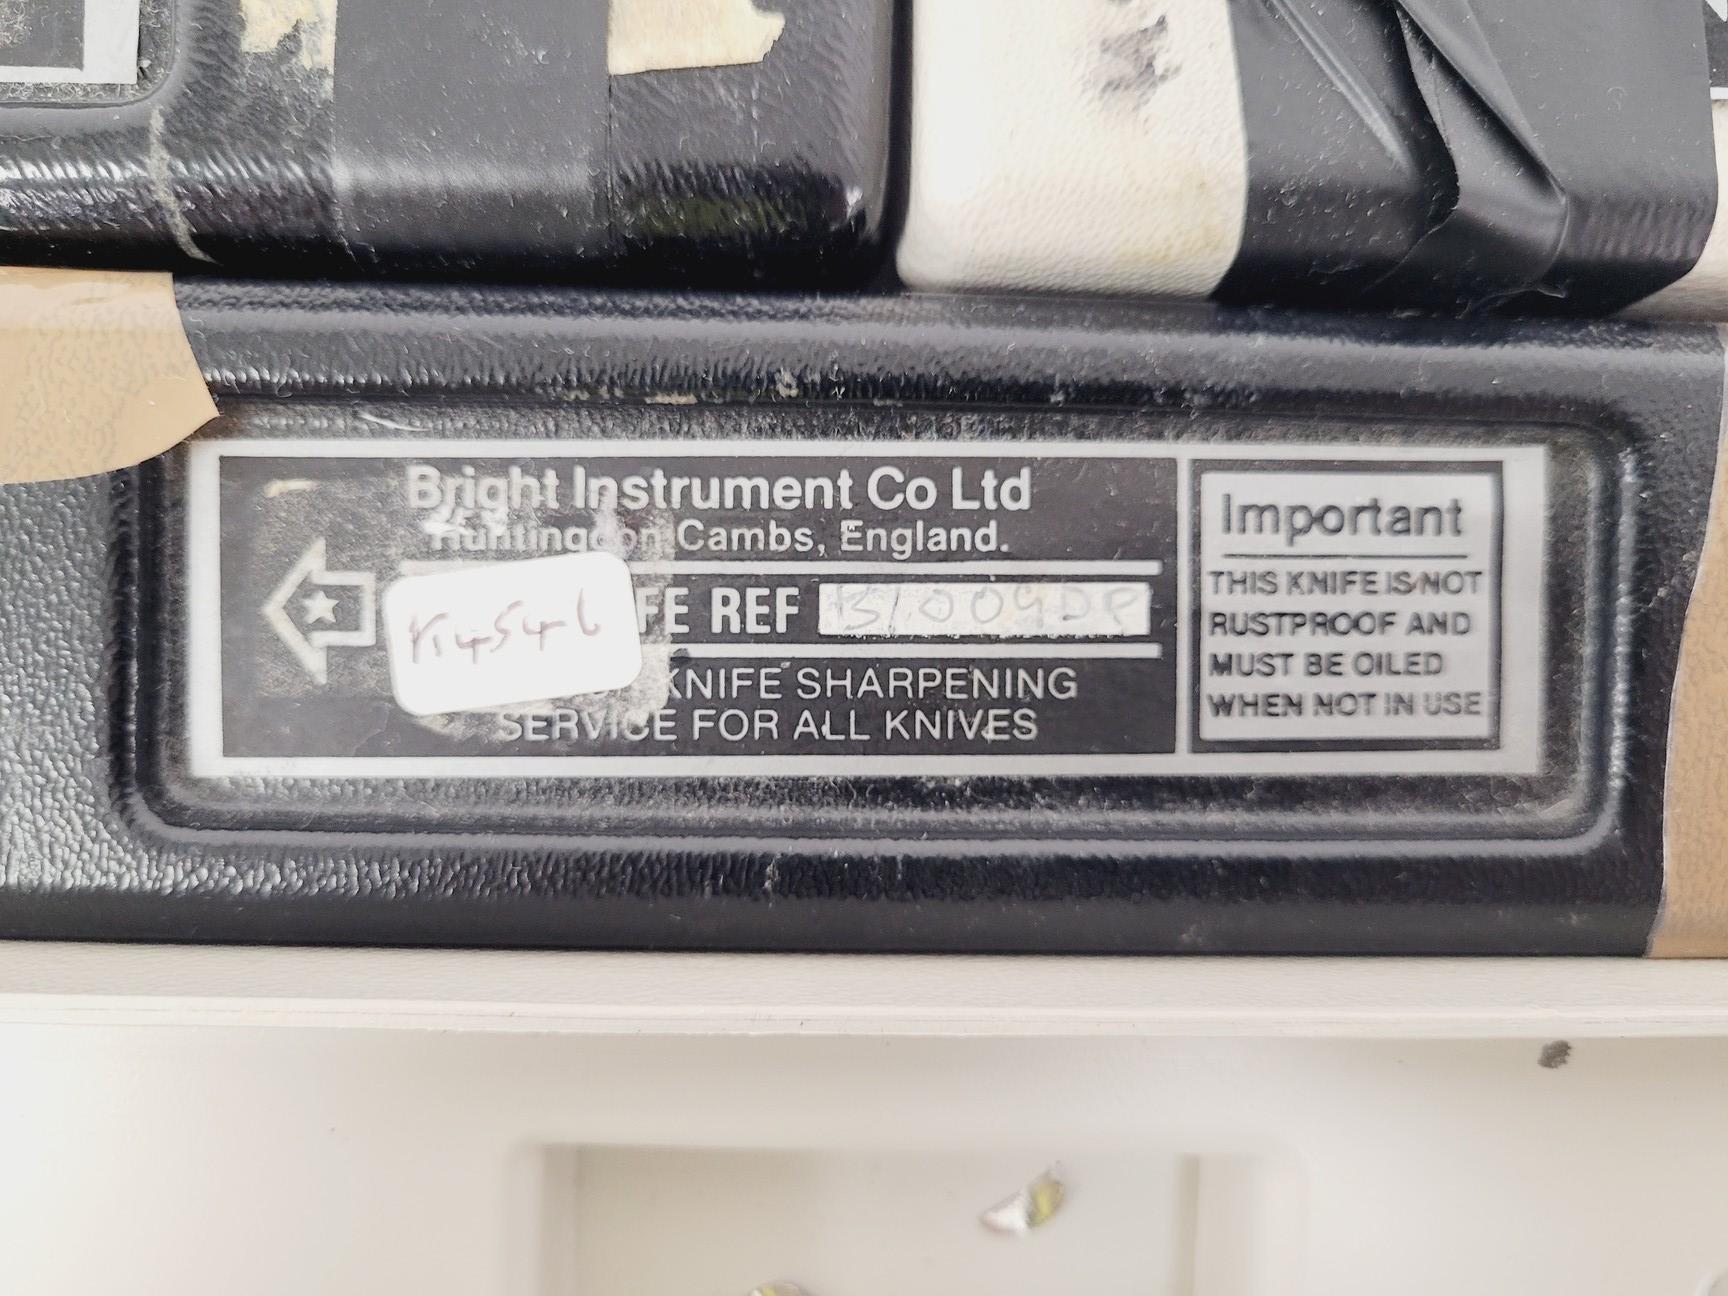 Bright Instrument Co Ltd
Huntingdon Cambs, England.
FE REF
KNIFE SHARPENING
SERVICE FOR ALL KNIVES
Important
THIS KNIFE IS NOT
RUSTPROOF AND
MUST BE OILED
WHEN NOT IN USE